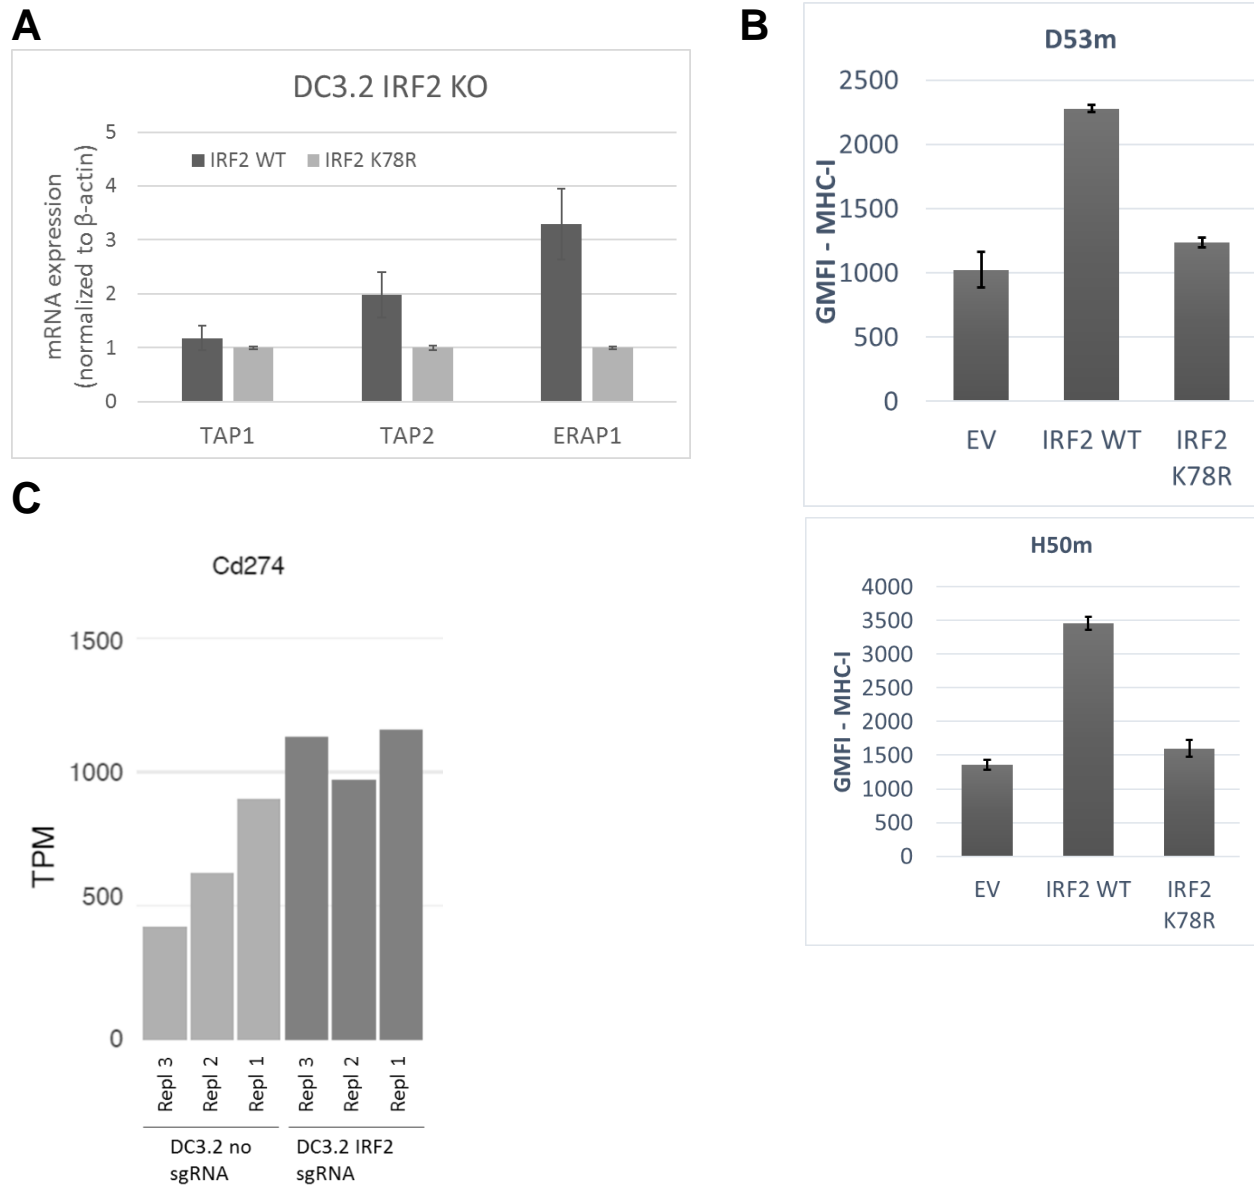 A
DC3.2 IRF2 KO
mRNA expression
(normalized to β-actin)
5
4
3
2
1
0
IRF2 WT
IRF2 K78R
TAP1
TAP2
ERAP1
B
D53m
GMFI - MHC-I
2500
2000
1500
1000
500
0
EV
IRF2 WT
IRF2
K78R
H50m
GMFI - MHC-I
4000
3500
3000
2500
2000
1500
1000
500
0
EV
IRF2 WT
IRF2
K78R
C
Cd274
TPM
1500
1000
500
0
Repl 3
Repl 2
Repl 1
Repl 3
Repl 2
Repl 1
DC3.2 no
sgRNA
DC3.2 IRF2
sgRNA